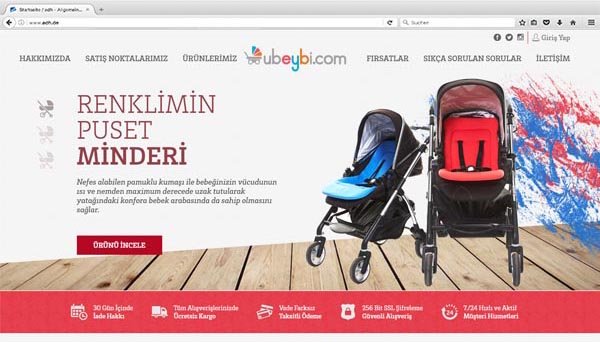 Startseite / adh - Allgemein...
www.adh.de
Suchen
Giriş Yap
HAKKIMIZDA SATIŞ NOKTALARIMIZ ÜRÜNLERİMİZ ubeybi.com FIRSATLAR SIKÇA SORULAN SORULAR İLETİŞİM
RENKLİMİN
PUSET
MİNDERİ
Nefes alabilen pamuklu kumaşı ile bebeğinizin vücudunun
ısı ve nemden maximum derecede uzak tutularak
yatağındaki konfora bebek arabasında da sahip olmasını
sağlar.
ÜRÜNÜ İNCELE
30 Gün İçinde
İade Hakkı
Tüm Alışverişlerinizde
Ücretsiz Kargo
Vade Farksız
Taksitli Ödeme
256 Bit SSL Şifreleme
Güvenli Alışveriş
7/24 Hızlı ve Aktif
Müşteri Hizmetleri